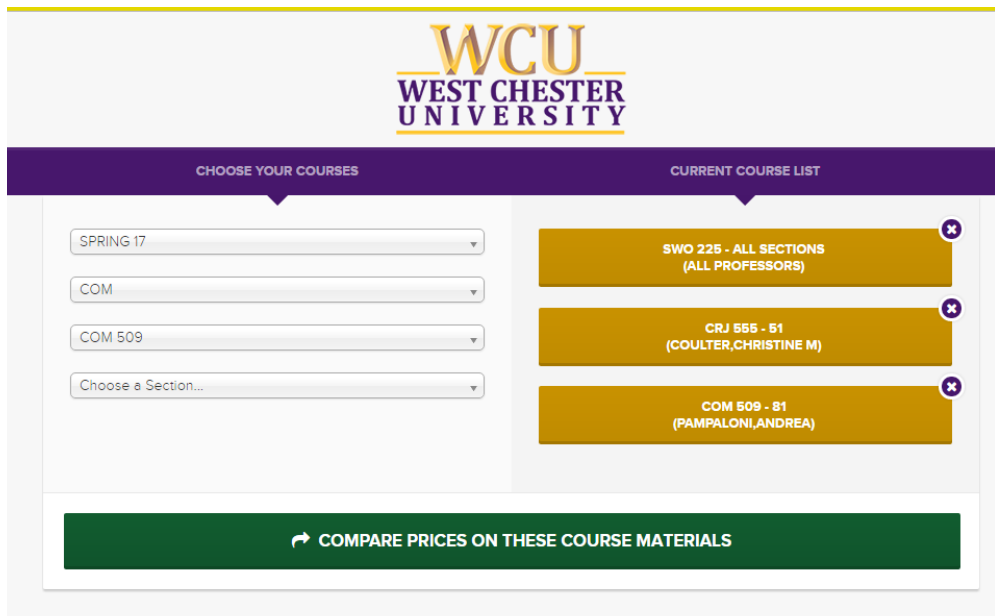 WCU
WEST CHESTER
UNIVERSITY
CHOOSE YOUR COURSES
CURRENT COURSE LIST
SPRING 17
COM
COM 509
Choose a Section...
SWO 225 - ALL SECTIONS
(ALL PROFESSORS)
CRJ 555 - 51
(COULTER,CHRISTINE M)
COM 509 - 81
(PAMPALONI,ANDREA)
COMPARE PRICES ON THESE COURSE MATERIALS